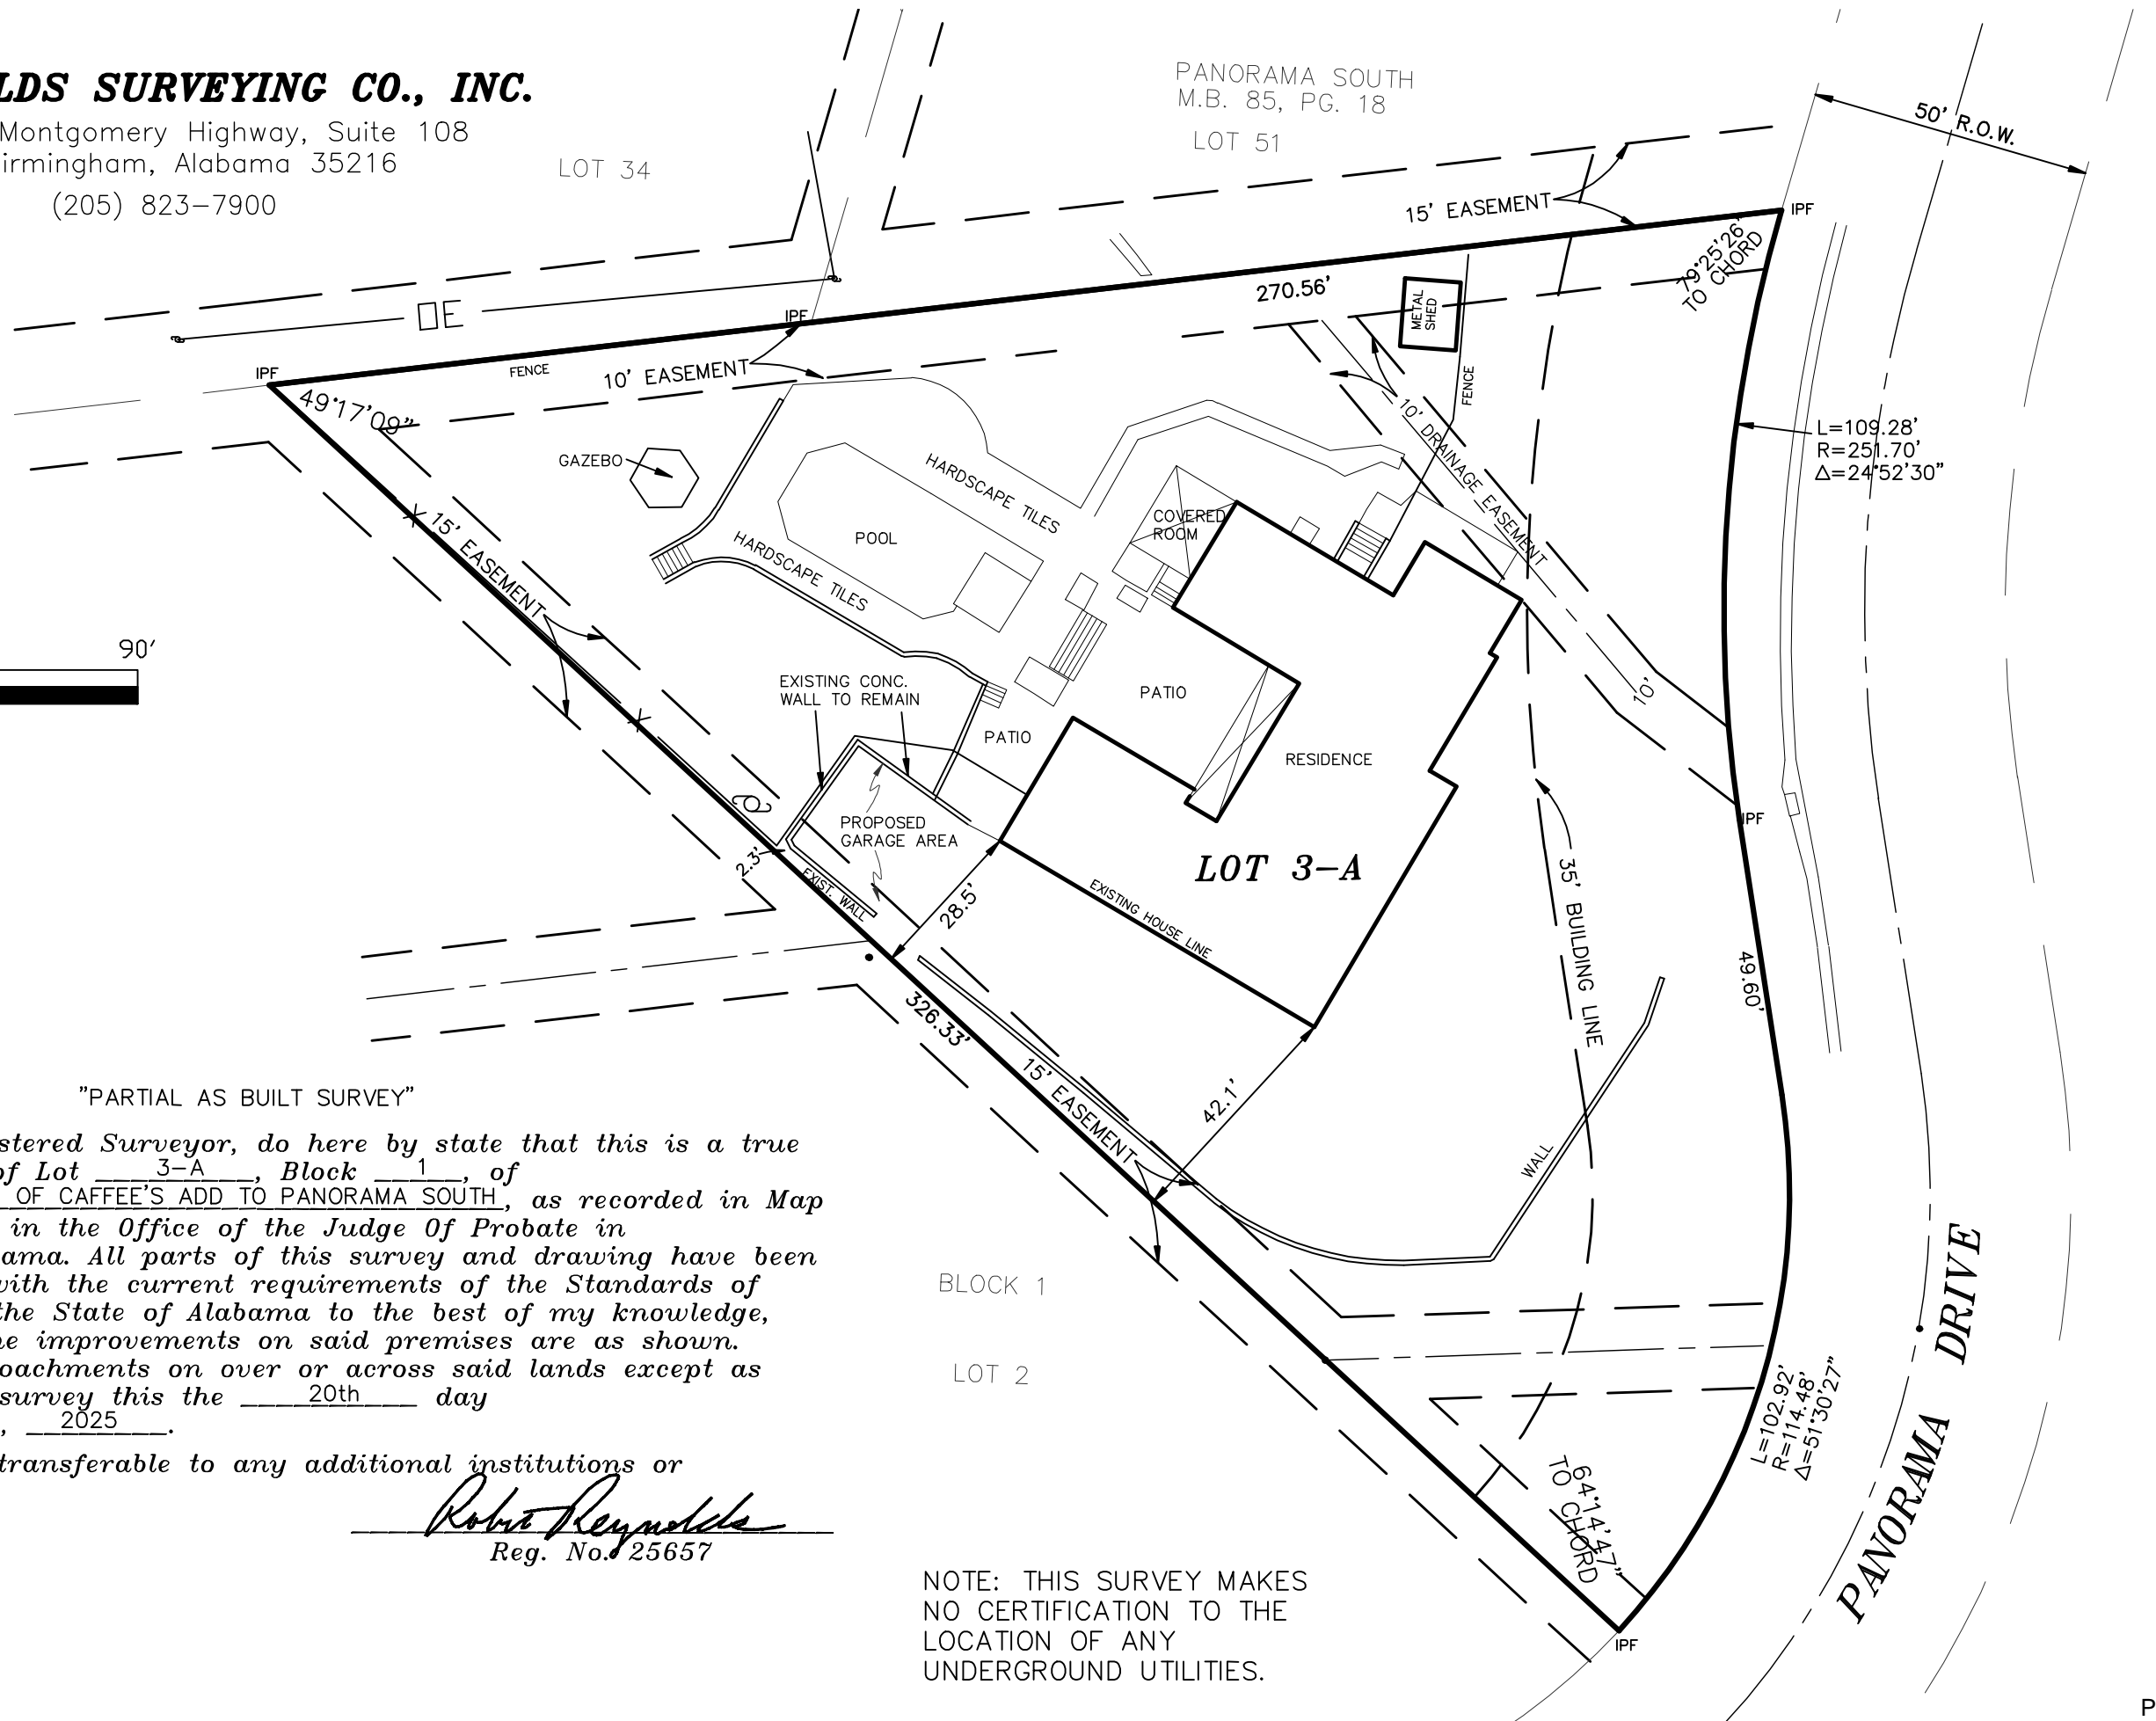 LDS SURVEYING CO., INC.
Montgomery Highway, Suite 108
irmingham, Alabama 35216
(205) 823-7900
LOT 34
PANORAMA SOUTH
M.B. 85, PG. 18
LOT 51
50' R.O.W.
15' EASEMENT
IPF
79°25'26"
TO CHORD
OE
270.56'
METAL
SHED
IPF
IPF
FENCE
10' EASEMENT
FENCE
49°17'09"
10' DRAINAGE EASEMENT
L=109.28'
R=251.70'
Δ=24°52'30"
GAZEBO
HARDSCAPE TILES
COVERED
ROOM
POOL
15' EASEMENT
HARDSCAPE TILES
90'
EXISTING CONC.
WALL TO REMAIN
PATIO
10'
PATIO
RESIDENCE
IPF
PROPOSED
GARAGE AREA
2.3'
EXIST. WALL
LOT 3-A
28.5'
EXISTING HOUSE LINE
35' BUILDING LINE
49.60'
326.33'
15' EASEMENT
42.1'
WALL
"PARTIAL AS BUILT SURVEY"
stered Surveyor, do here by state that this is a true
of Lot 3-A, Block 1, of
OF CAFFEE'S ADD TO PANORAMA SOUTH, as recorded in Map
in the Office of the Judge Of Probate in
ama. All parts of this survey and drawing have been
with the current requirements of the Standards of
the State of Alabama to the best of my knowledge,
he improvements on said premises are as shown.
oachments on over or across said lands except as
survey this the 20th day
, 2025.
transferable to any additional institutions or
Robert Reynolds
Reg. No. 25657
BLOCK 1
LOT 2
L=102.92'
R=114.48'
Δ=51°30'27"
PANORAMA DRIVE
64°14'47"
TO CHORD
IPF
NOTE: THIS SURVEY MAKES
NO CERTIFICATION TO THE
LOCATION OF ANY
UNDERGROUND UTILITIES.
P